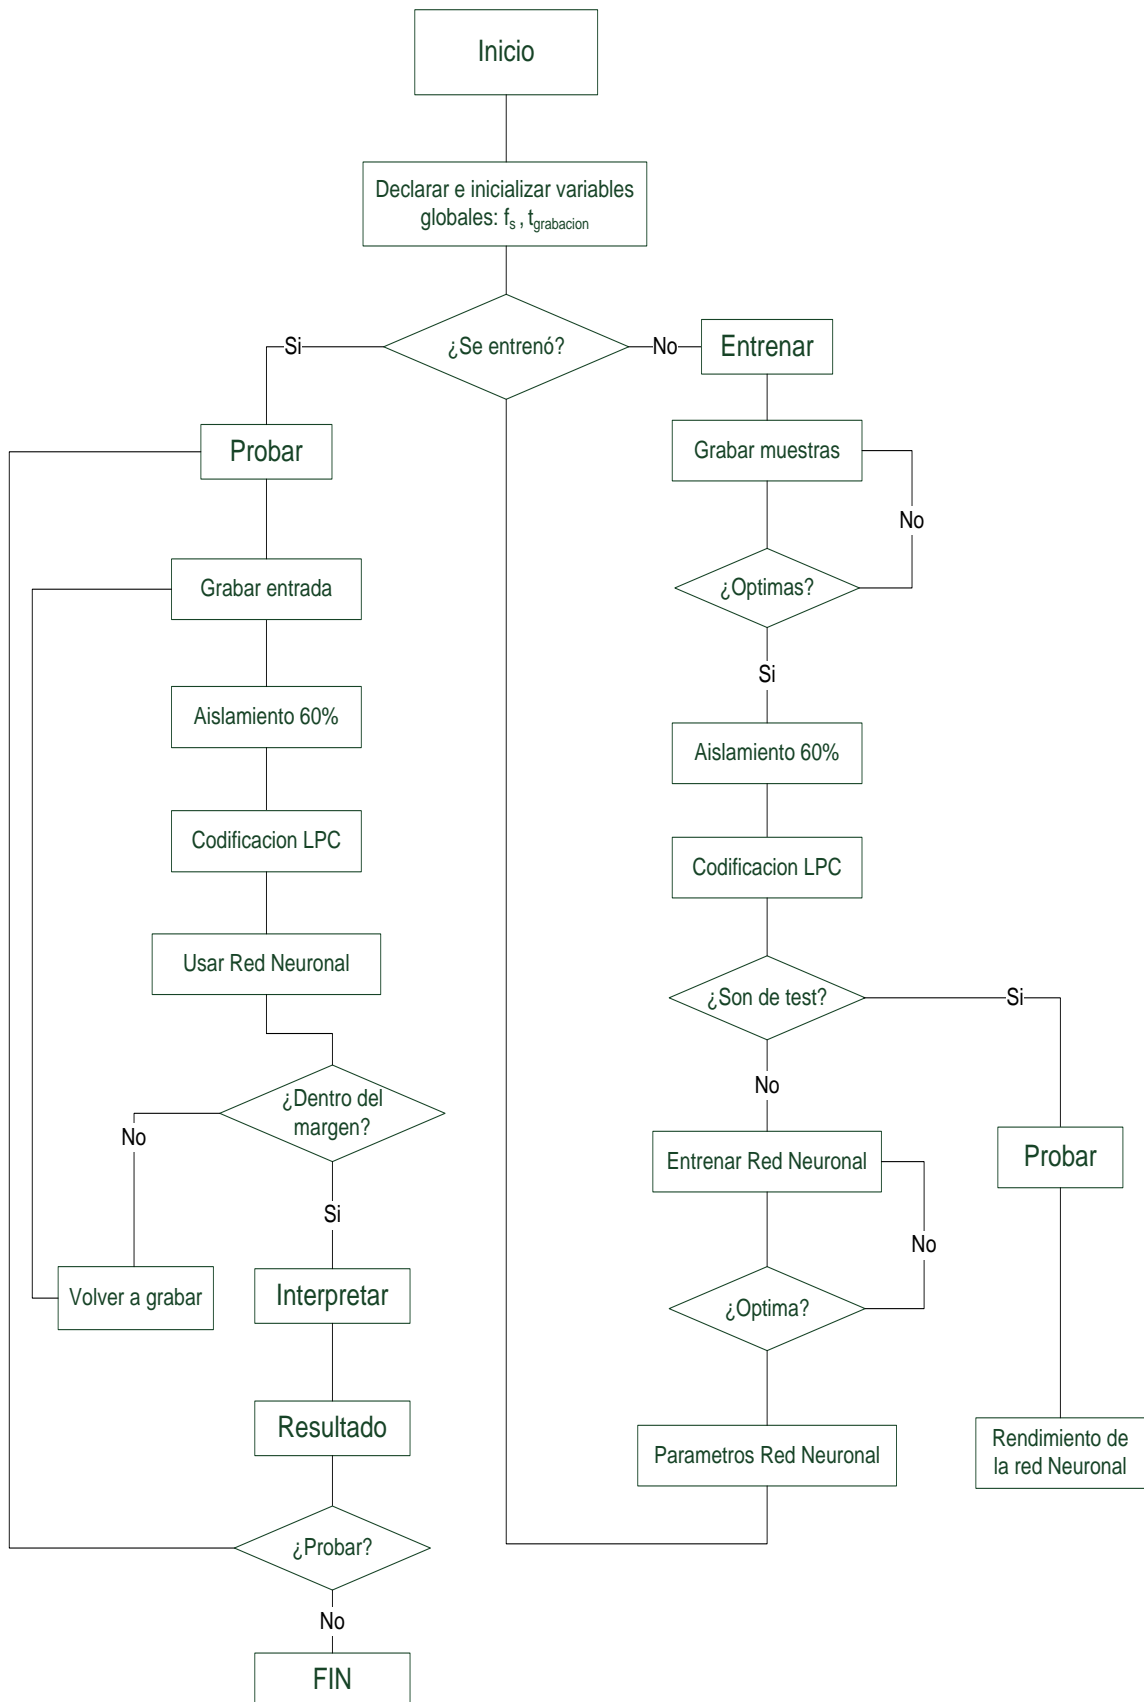 Inicio
Declarar e inicializar variables
globales: fs , tgrabacion
¿Se entrenó?
Si
No
Entrenar
Probar
Grabar muestras
No
Grabar entrada
¿Optimas?
Si
Aislamiento 60%
Aislamiento 60%
Codificacion LPC
Codificacion LPC
Usar Red Neuronal
¿Son de test?
Si
No
¿Dentro del
margen?
No
Si
Entrenar Red Neuronal
Probar
No
Volver a grabar
Interpretar
¿Optima?
Resultado
Parametros Red Neuronal
Rendimiento de
la red Neuronal
¿Probar?
No
FIN